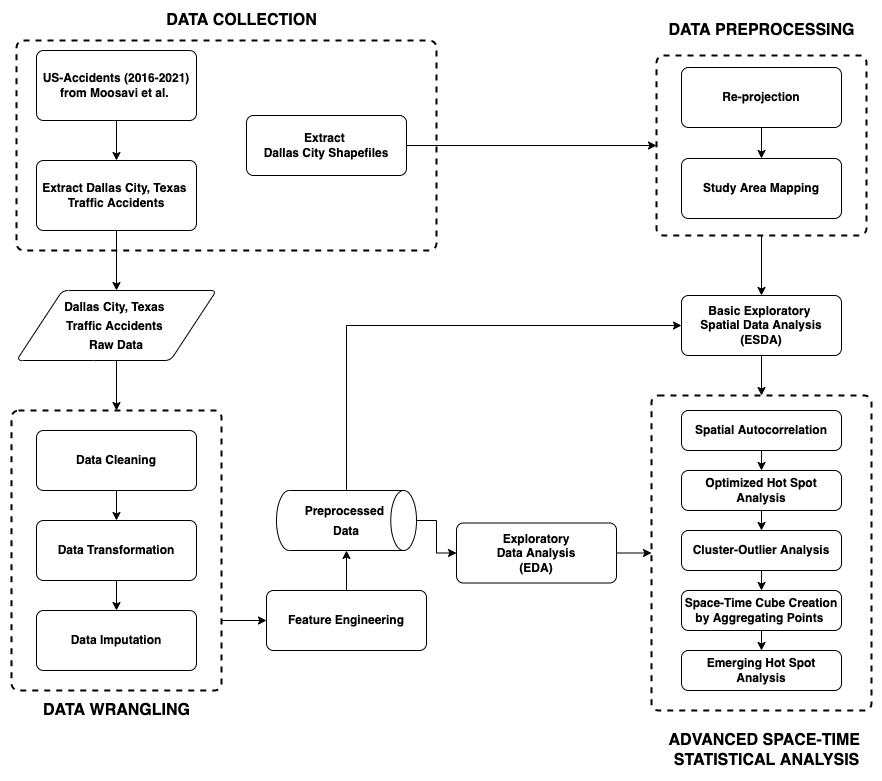 DATA COLLECTION
US-Accidents (2016-2021)
from Moosavi et al.
Extract Dallas City, Texas
Traffic Accidents
Extract
Dallas City Shapefiles
DATA PREPROCESSING
Re-projection
Study Area Mapping
Dallas City, Texas
Traffic Accidents
Raw Data
Basic Exploratory
Spatial Data Analysis
(ESDA)
Data Cleaning
Data Transformation
Data Imputation
DATA WRANGLING
Feature Engineering
Preprocessed
Data
Exploratory
Data Analysis
(EDA)
Spatial Autocorrelation
Optimized Hot Spot
Analysis
Cluster-Outlier Analysis
Space-Time Cube Creation
by Aggregating Points
Emerging Hot Spot
Analysis
ADVANCED SPACE-TIME
STATISTICAL ANALYSIS